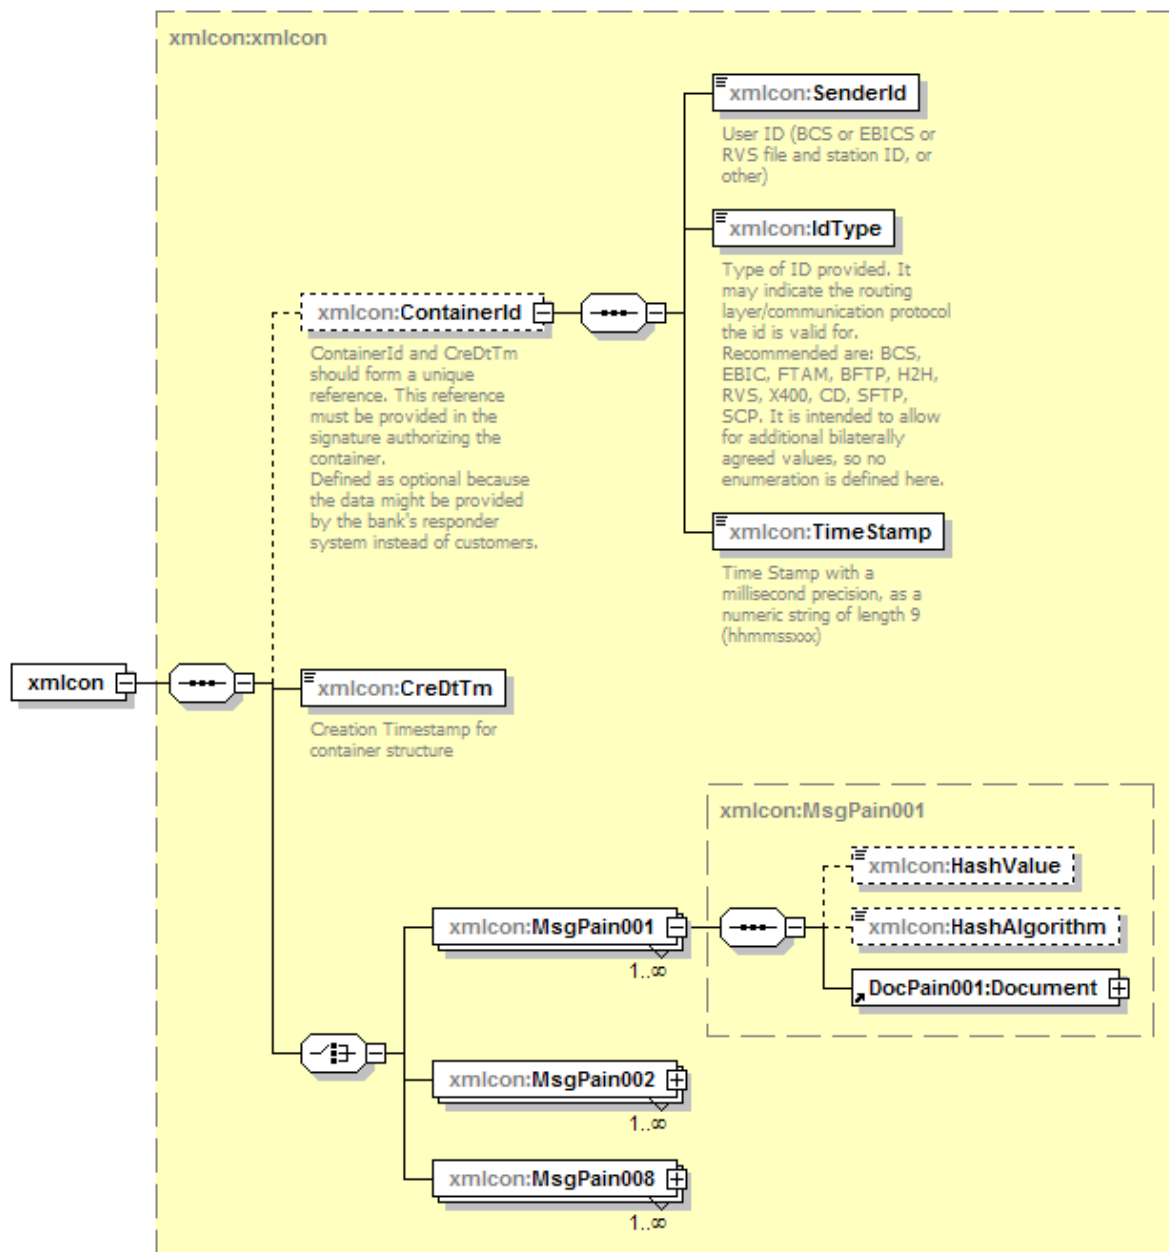 xmlcon:xmlcon
xmlcon:SenderId
User ID (BCS or EBICS or
RVS file and station ID, or
other)
xmlcon:IdType
Type of ID provided. It
may indicate the routing
layer/communication protocol
the id is valid for.
Recommended are: BCS,
EBIC, FTAM, BFTP, H2H,
RVS, X400, CD, SFTP,
SCP. It is intended to allow
for additional bilaterally
agreed values, so no
enumeration is defined here.
xmlcon:ContainerId
ContainerId and CreDtTm
should form a unique
reference. This reference
must be provided in the
signature authorizing the
container.
Defined as optional because
the data might be provided
by the bank's responder
system instead of customers.
xmlcon:TimeStamp
Time Stamp with a
millisecond precision, as a
numeric string of length 9
(hhmmssxxx)
xmlcon
xmlcon:CreDtTm
Creation Timestamp for
container structure
xmlcon:MsgPain001
xmlcon:HashValue
xmlcon:HashAlgorithm
DocPain001:Document
xmlcon:MsgPain001
1..∞
xmlcon:MsgPain002
1..∞
xmlcon:MsgPain008
1..∞